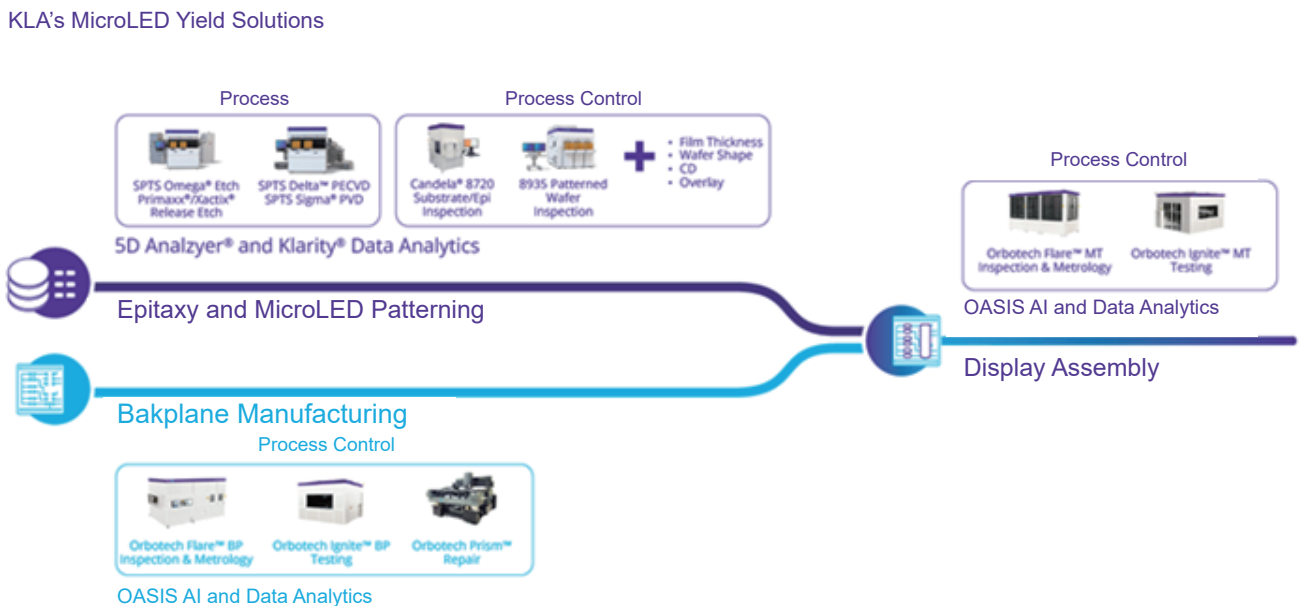 KLA's MicroLED Yield Solutions
Process
Process Control
SPTS Omega® Etch
Primaxx®/Xactix®
Release Etch
SPTS Delta™ PECVD
SPTS Sigma® PVD
Candela® 8720
Substrate/Epi
Inspection
8935 Patterned
Wafer
Inspection
+
• Film Thickness
• Wafer Shape
• CD
• Overlay
5D Analzyer® and Klarity® Data Analytics
Epitaxy and MicroLED Patterning
Process Control
Orbotech Flare™ MT
Inspection & Metrology
Orbotech Ignite™ MT
Testing
OASIS AI and Data Analytics
Display Assembly
Bakplane Manufacturing
Process Control
Orbotech Flare™ BP
Inspection & Metrology
Orbotech Ignite™ BP
Testing
Orbotech Prism™
Repair
OASIS AI and Data Analytics